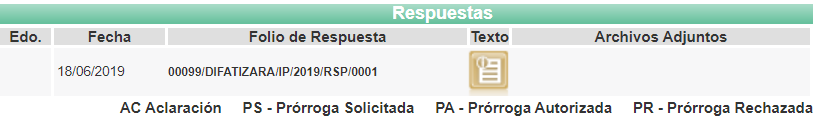 Respuestas
Edo. Fecha Folio de Respuesta Texto Archivos Adjuntos
18/06/2019 00099/DIFATIZARA/IP/2019/RSP/0001
AC Aclaración PS - Prórroga Solicitada PA - Prórroga Autorizada PR - Prórroga Rechazada